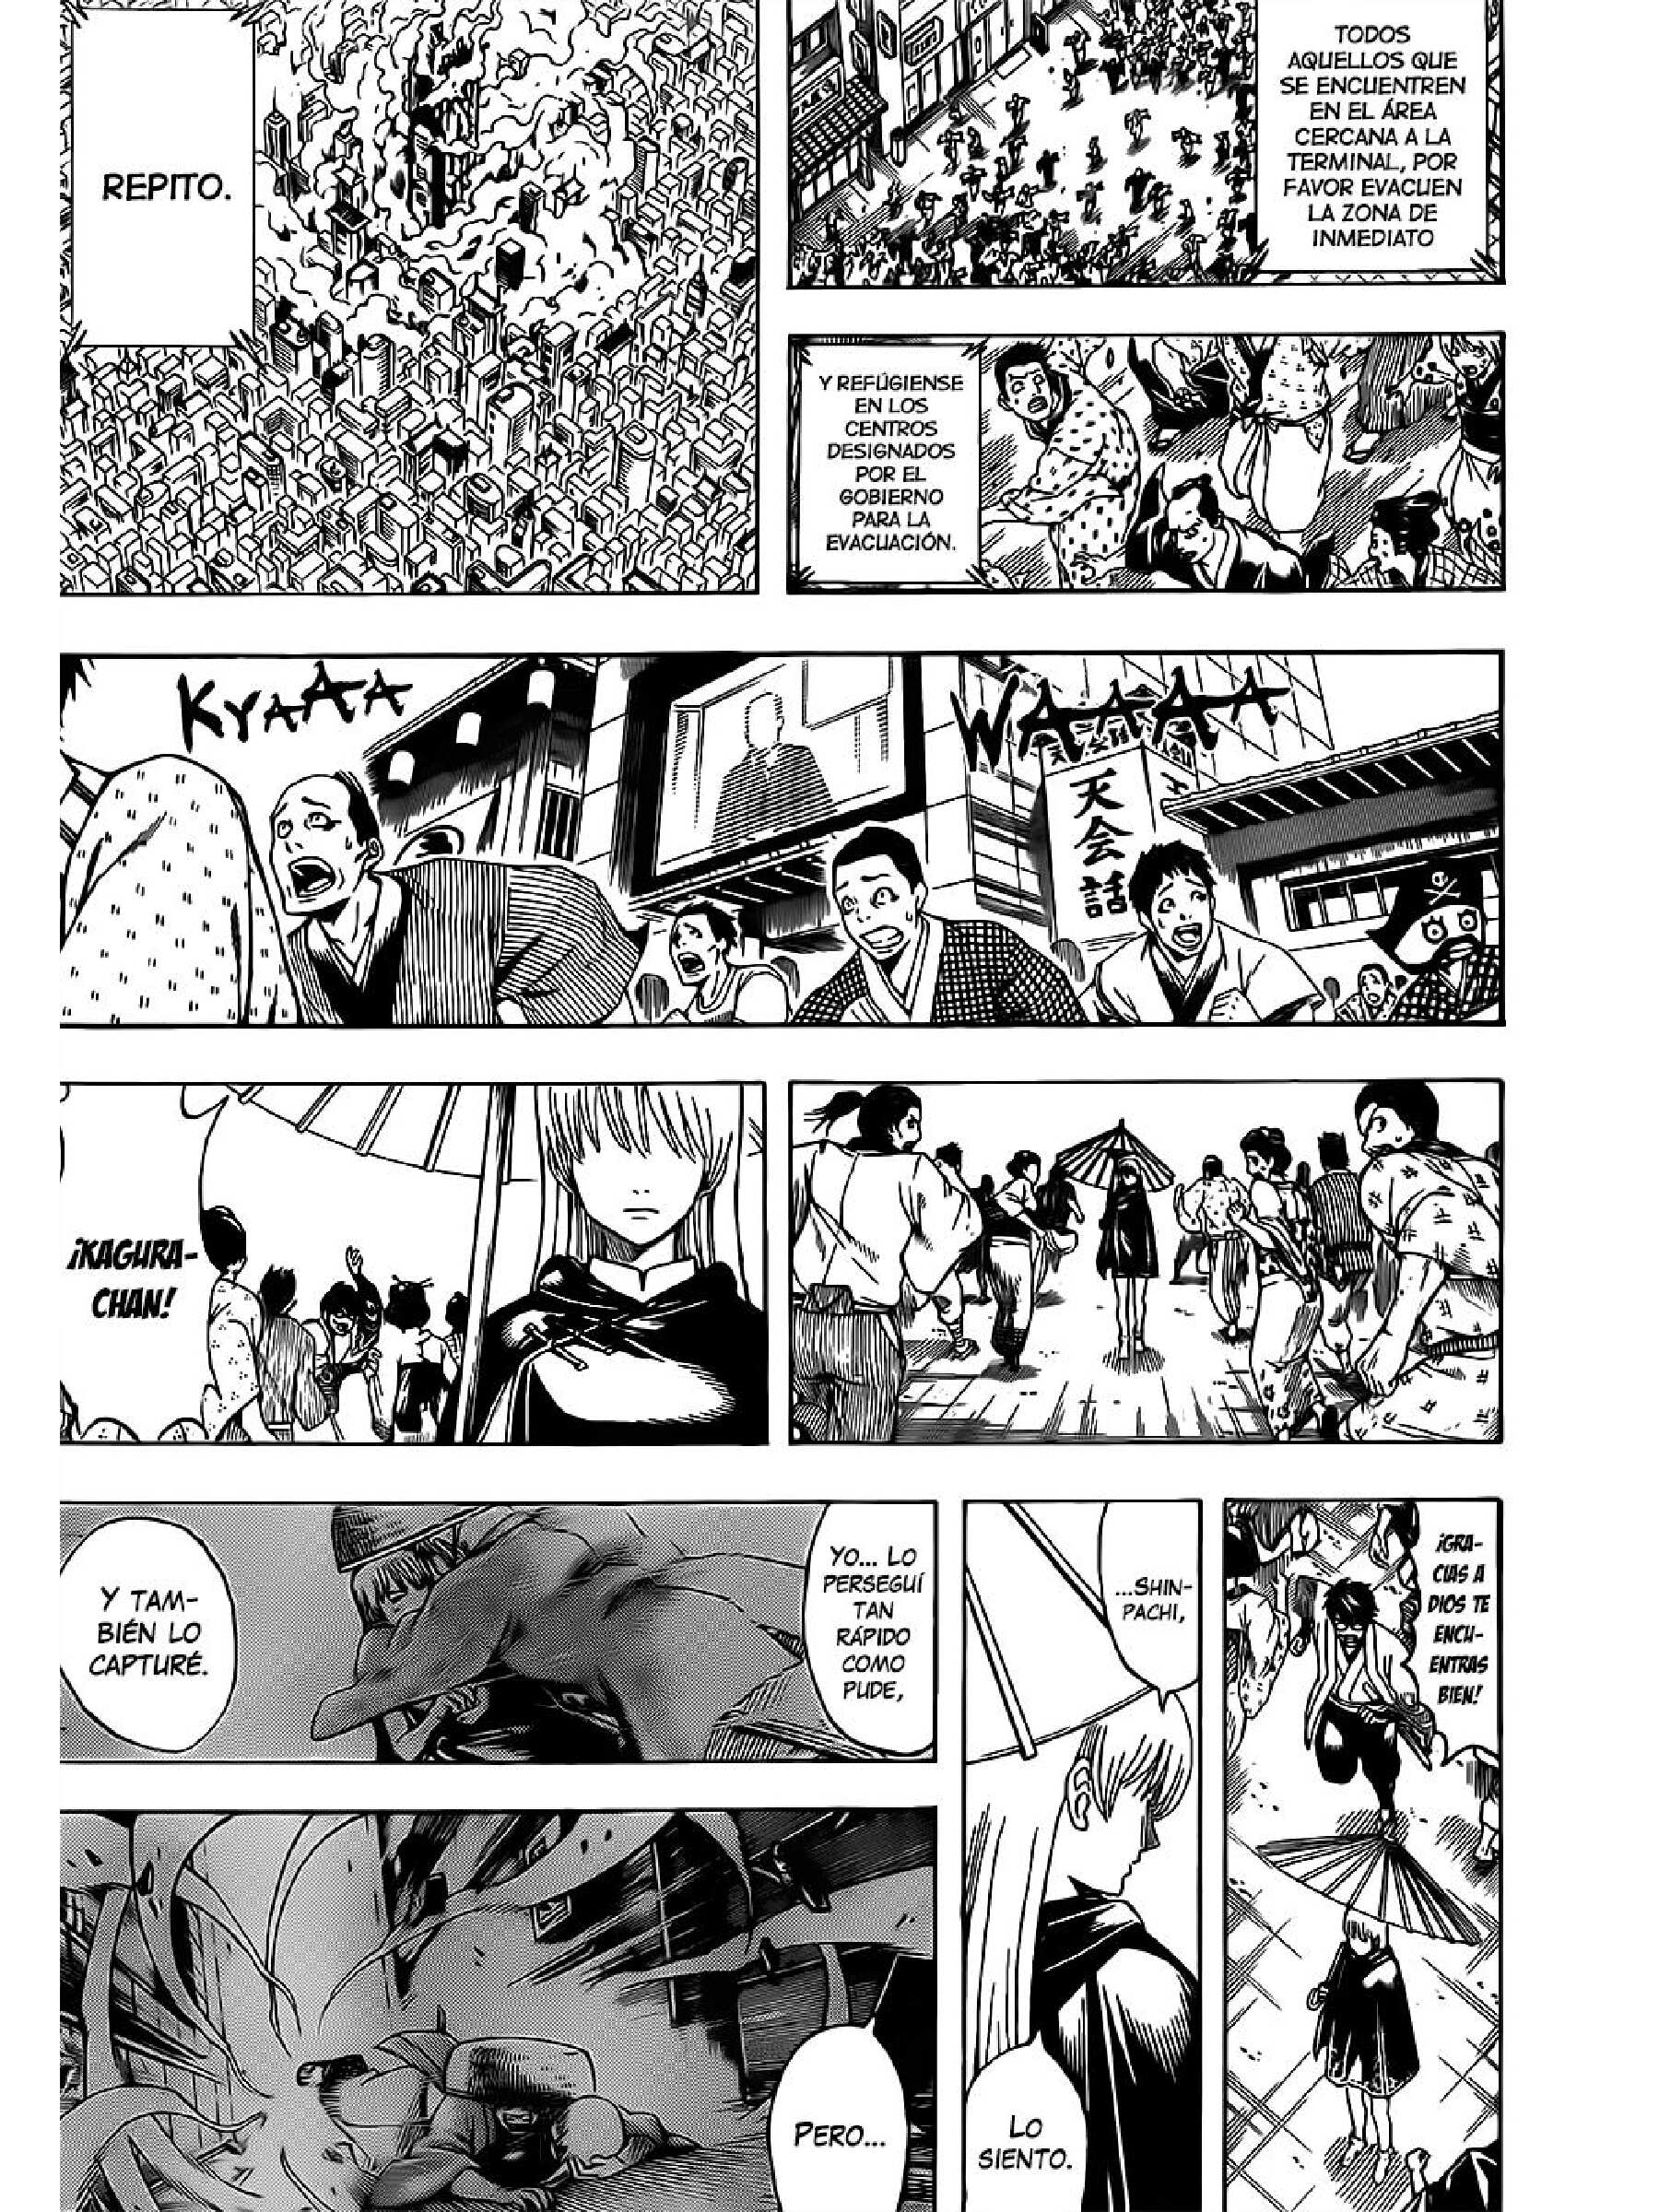 TODOS
AQUELLOS QUE
SE ENCUENTREN
EN EL ÁREA
CERCANA A LA
TERMINAL, POR
FAVOR EVACUEN
LA ZONA DE
INMEDIATO
Y REFÚGIENSE
EN LOS
CENTROS
DESIGNADOS
POR EL
GOBIERNO
PARA LA
EVACUACIÓN.
REPITO.
WAAAA
天
会
話
KYAAAA
¡KAGURA-
CHAN!
¡GRA-
CIAS A
DIOS TE
ENCU-
ENTRAS
BIEN!
...SHIN-
PACHI,
LO
SIENTO.
YO... LO
PERSEGUÍ
TAN
RÁPIDO
COMO
PUDE,
Y TAM-
BIÉN LO
CAPTURÉ.
PERO...